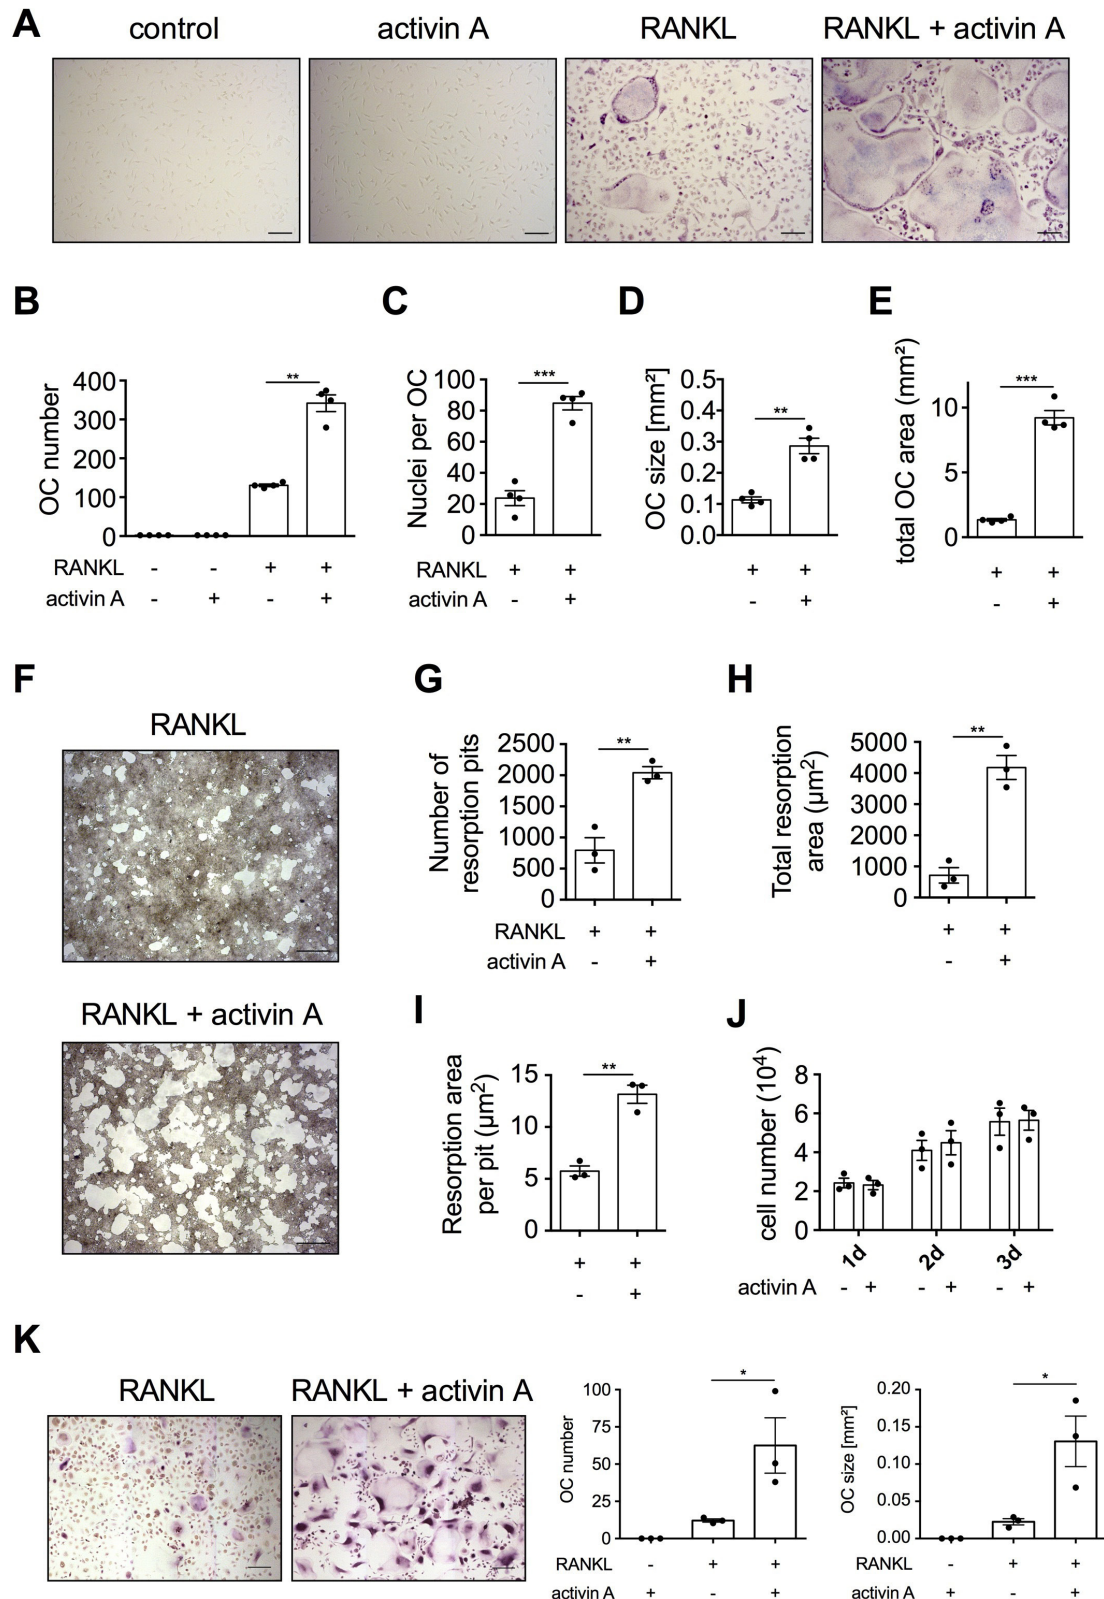 A
control activin A RANKL RANKL + activin A
B C D E
OC number
400
300
200
100
0
**
RANKL - - + +
activin A - + - +
Nuclei per OC
100
80
60
40
20
0
***
RANKL + +
activin A - +
OC size [mm²]
0.5
0.4
0.3
0.2
0.1
0.0
**
+ +
- +
total OC area (mm²)
10
5
0
***
+ +
- +
F
RANKL
RANKL + activin A
G
Number of
resorption pits
2500
2000
1500
1000
500
0
**
RANKL + +
activin A - +
H
Total resorption
area (µm²)
5000
4000
3000
2000
1000
0
**
+ +
- +
I
Resorption area
per pit (µm²)
15
10
5
0
**
+ +
- +
J
cell number (10⁴)
8
6
4
2
0
1d 2d 3d
activin A - + - + - +
K
RANKL RANKL + activin A
OC number
100
75
50
25
0
*
RANKL - + +
activin A + - +
OC size [mm²]
0.20
0.15
0.10
0.05
0.00
*
RANKL - + +
activin A + - +